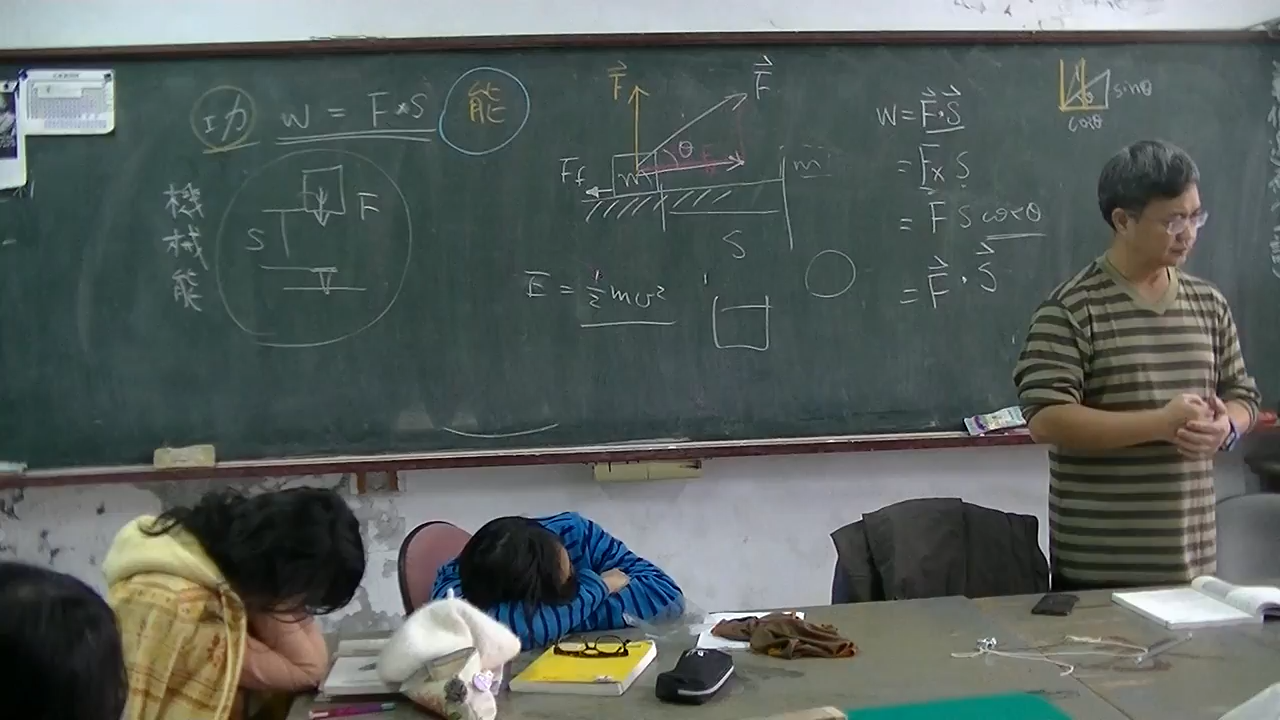 功 W = F × S 能
機
械
能
S F
F⃗ F⃗
θ
Ff m m
S
E = ½mv²
W = F⃗·S⃗
= Fx S
= F S cosθ
= F⃗ · S⃗
sinθ
cosθ